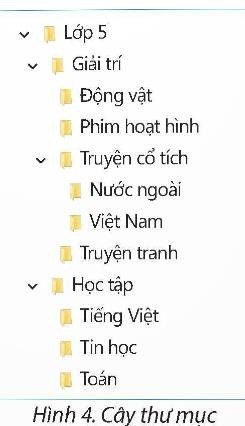 Lớp 5
Giải trí
Động vật
Phim hoạt hình
Truyện cổ tích
Nước ngoài
Việt Nam
Truyện tranh
Học tập
Tiếng Việt
Tin học
Toán
Hình 4. Cây thư mục